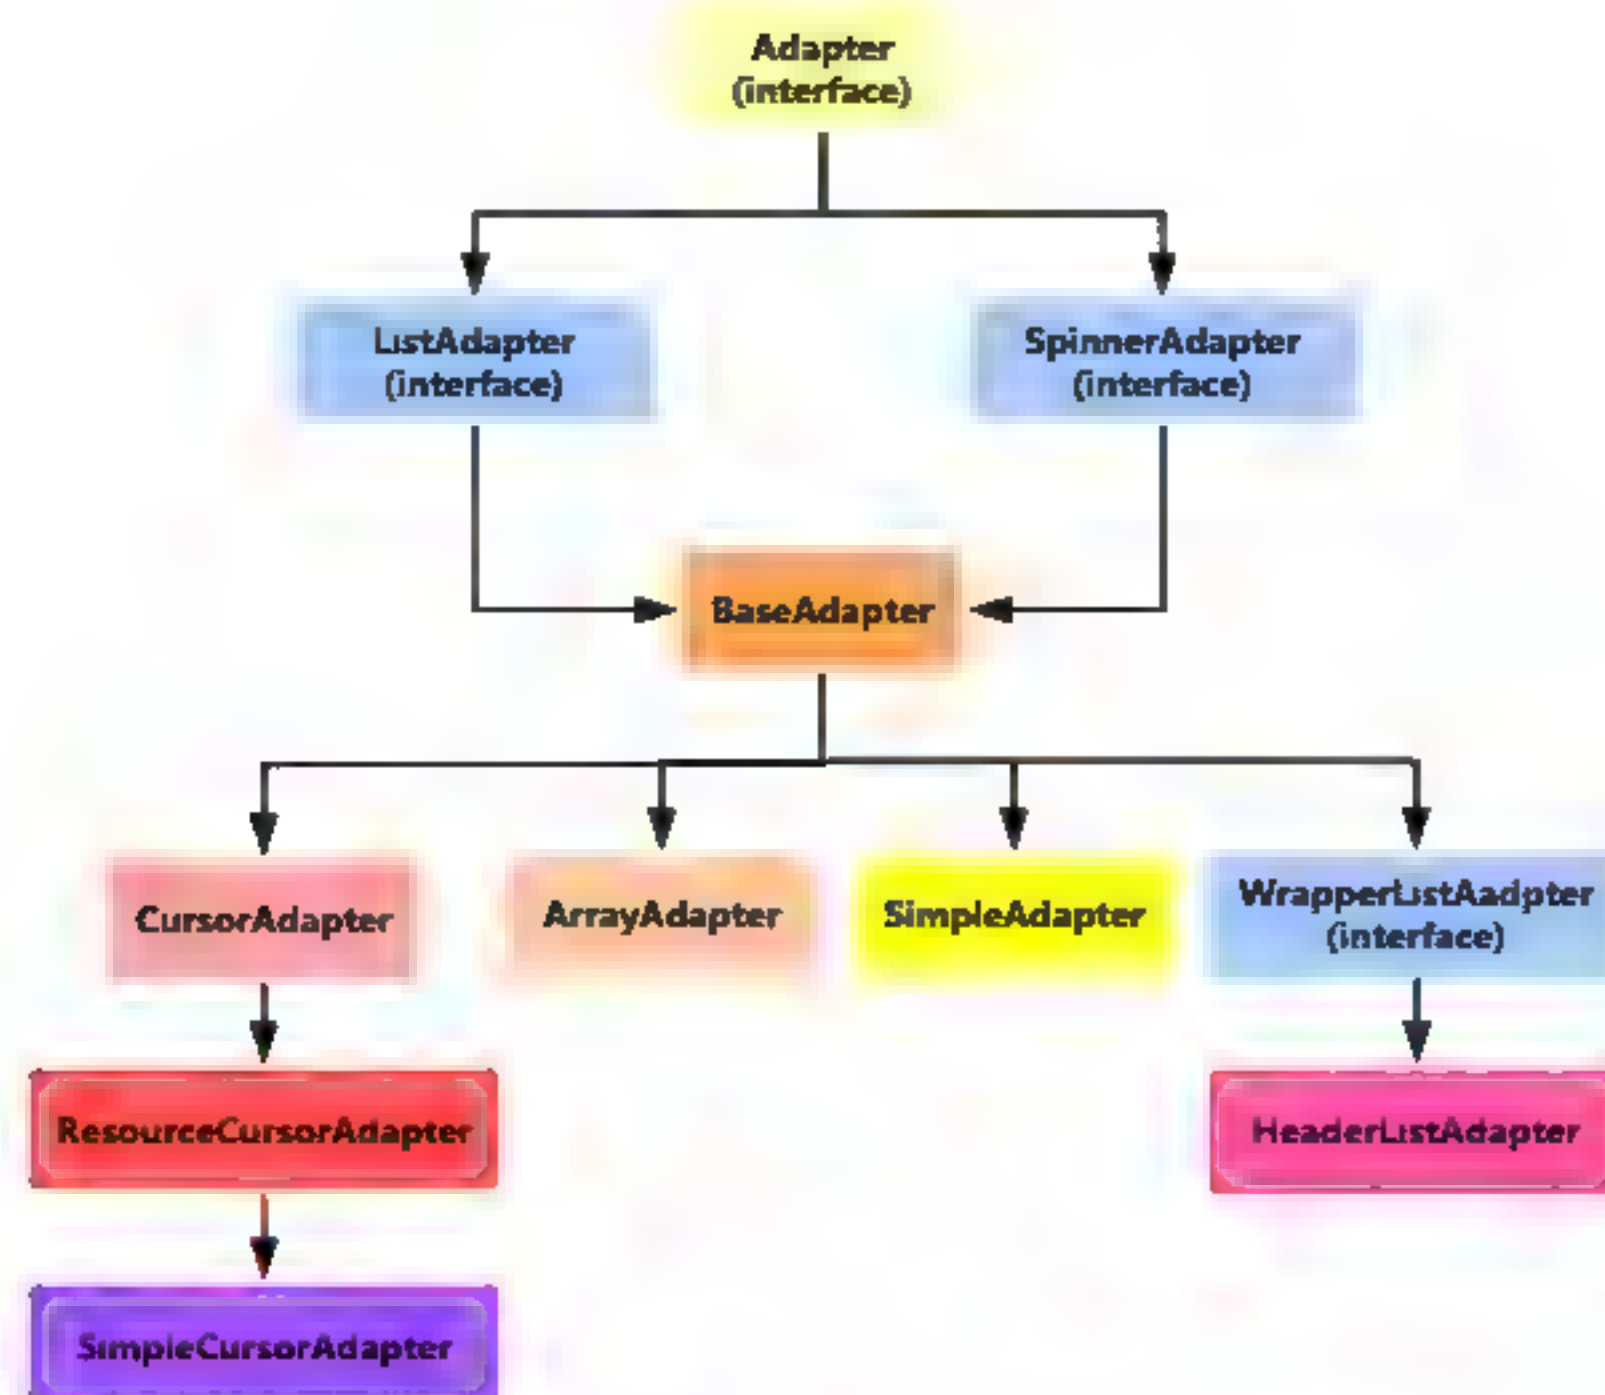 Adapter
(interface)
ListAdapter
(interface)
SpinnerAdapter
(interface)
BaseAdapter
CursorAdapter
ArrayAdapter
SimpleAdapter
WrapperListAadpter
(interface)
ResourceCursorAdapter
HeaderListAdapter
SimpleCursorAdapter